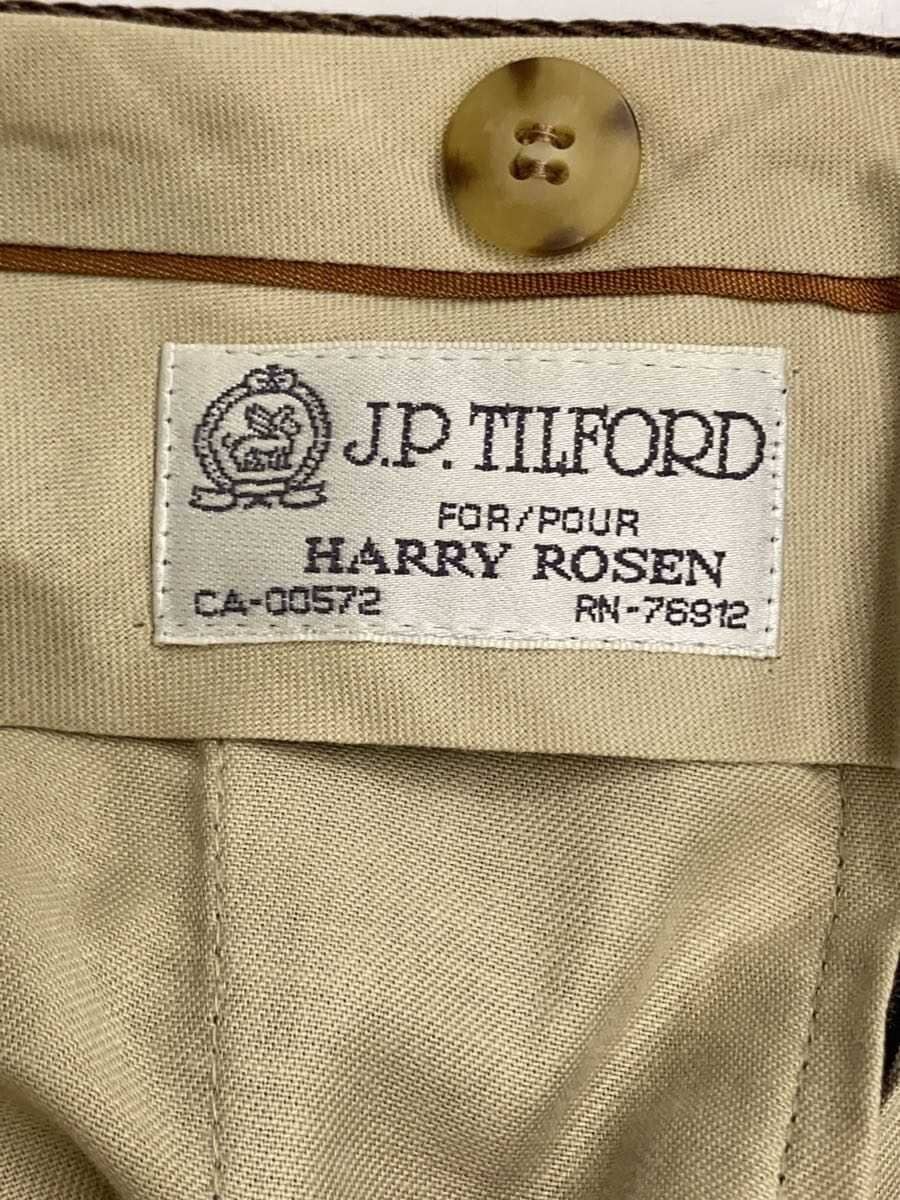 J.P. TILFORD
FOR/POUR
HARRY ROSEN
CA-00572 RN-76912